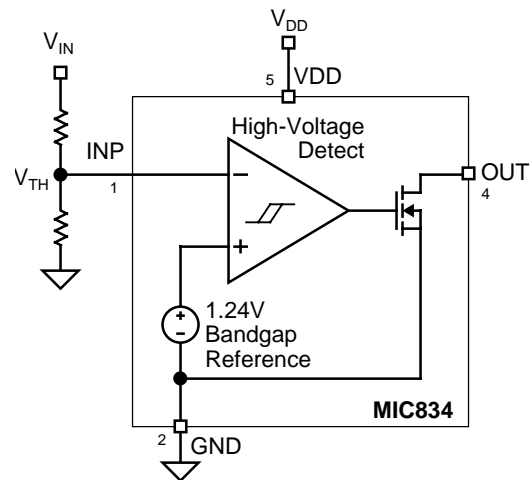 VDD
VIN
5 VDD
High-Voltage
Detect
INP
OUT
VTH
1
4
−
+
+
−
1.24V
Bandgap
Reference
MIC834
2 GND